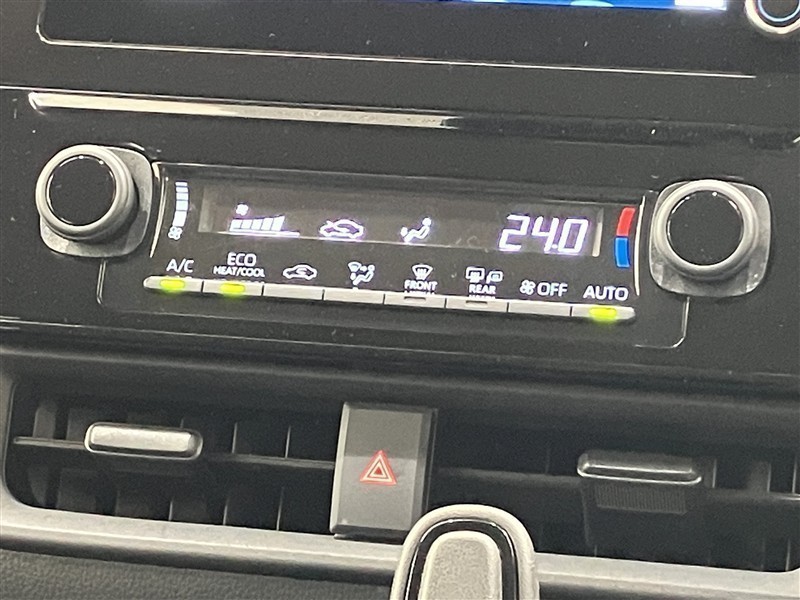 24.0
A/C
ECO
HEAT/COOL
FRONT
REAR
OFF
AUTO